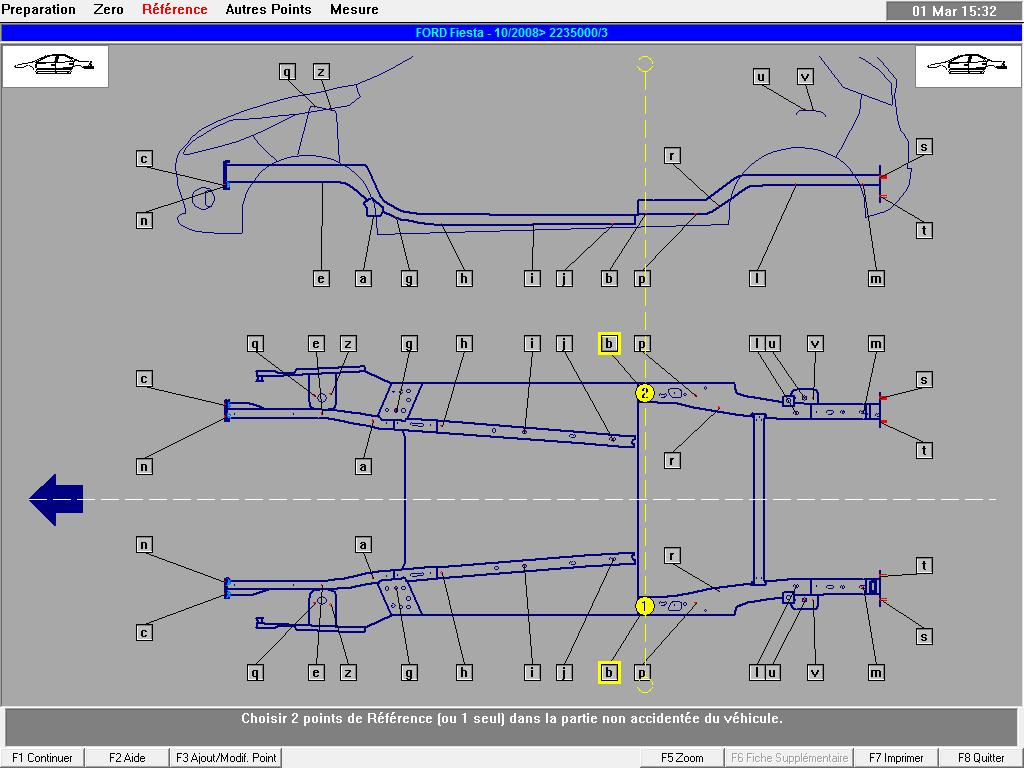 Preparation Zero Référence Autres Points Mesure 01 Mar 15:32
FORD Fiesta - 10/2008> 2235000/3
q z u v
c r s
n t
e a g h i j b p l m
q e z g h i j b p l u v m
c 2 s
n a r t
n a r t
c 1 s
q e z g h i j b p l u v m
Choisir 2 points de Référence (ou 1 seul) dans la partie non accidentée du véhicule.
F1 Continuer F2 Aide F3 Ajout/Modif. Point F5 Zoom F6 Fiche Supplémentaire F7 Imprimer F8 Quitter